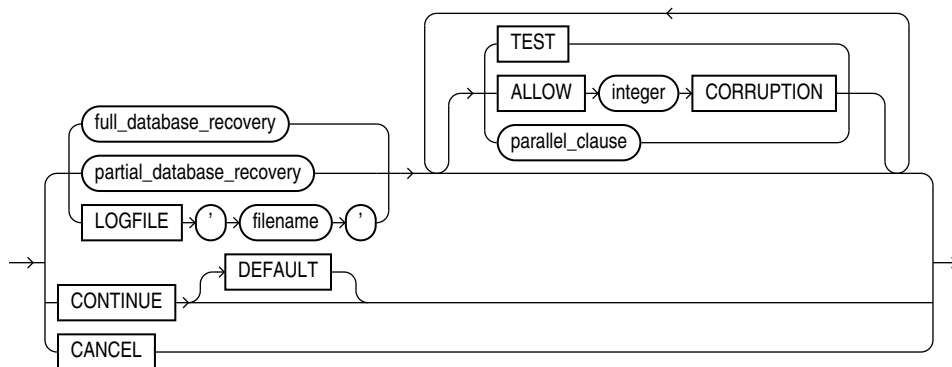 TEST
ALLOW integer CORRUPTION
full_database_recovery
parallel_clause
partial_database_recovery
LOGFILE ' filename '
DEFAULT
CONTINUE
CANCEL